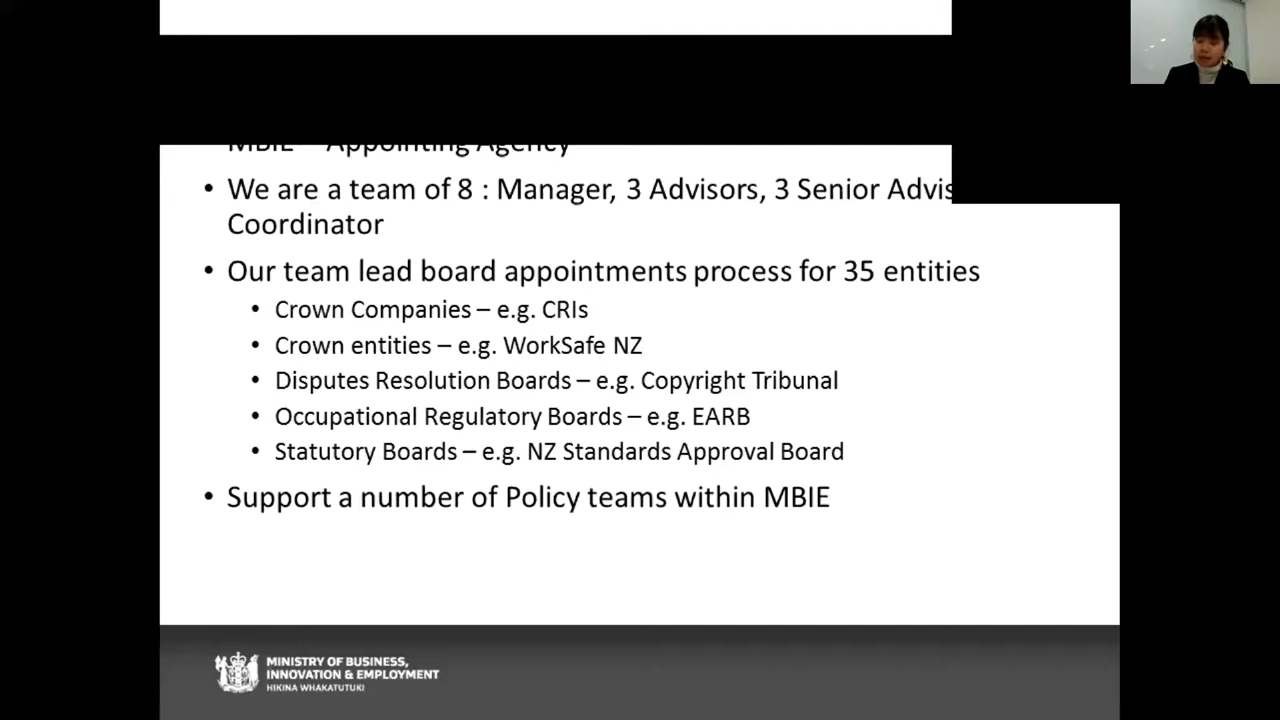 MBIE – Appointing Agency
• We are a team of 8 : Manager, 3 Advisors, 3 Senior Advis
Coordinator
• Our team lead board appointments process for 35 entities
• Crown Companies – e.g. CRIs
• Crown entities – e.g. WorkSafe NZ
• Disputes Resolution Boards – e.g. Copyright Tribunal
• Occupational Regulatory Boards – e.g. EARB
• Statutory Boards – e.g. NZ Standards Approval Board
• Support a number of Policy teams within MBIE
MINISTRY OF BUSINESS,
INNOVATION & EMPLOYMENT
HIKINA WHAKATUTUKI